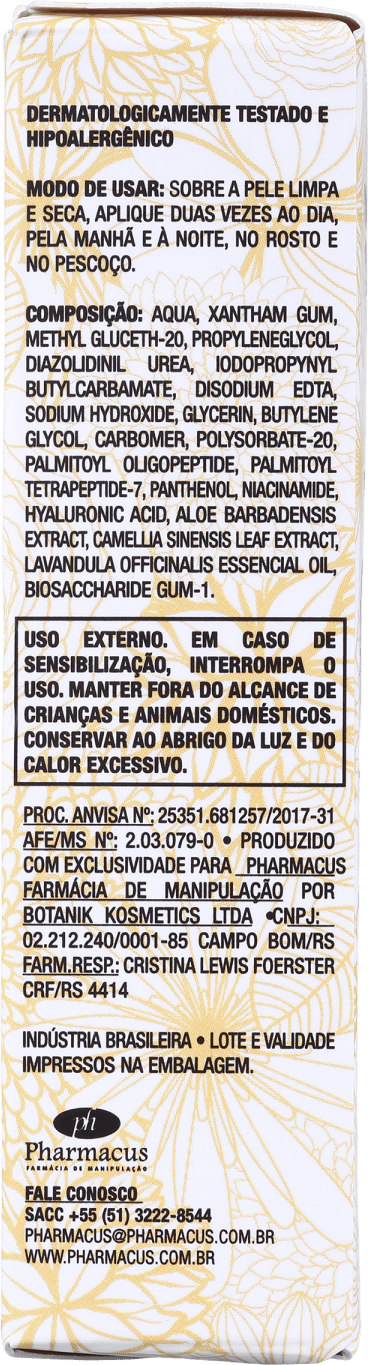 DERMATOLOGICAMENTE TESTADO E
HIPOALERGÊNICO
MODO DE USAR: SOBRE A PELE LIMPA
E SECA, APLIQUE DUAS VEZES AO DIA,
PELA MANHÃ E À NOITE, NO ROSTO E
NO PESCOÇO.
COMPOSIÇÃO: AQUA, XANTHAM GUM,
METHYL GLUCETH-20, PROPYLENEGLYCOL,
DIAZOLIDINIL UREA, IODOPROPYNYL
BUTYLCARBAMATE, DISODIUM EDTA,
SODIUM HYDROXIDE, GLYCERIN, BUTYLENE
GLYCOL, CARBOMER, POLYSORBATE-20,
PALMITOYL OLIGOPEPTIDE, PALMITOYL
TETRAPEPTIDE-7, PANTHENOL, NIACINAMIDE,
HYALURONIC ACID, ALOE BARBADENSIS
EXTRACT, CAMELLIA SINENSIS LEAF EXTRACT,
LAVANDULA OFFICINALIS ESSENCIAL OIL,
BIOSACCHARIDE GUM-1.
USO EXTERNO. EM CASO DE
SENSIBILIZAÇÃO, INTERROMPA O
USO. MANTER FORA DO ALCANCE DE
CRIANÇAS E ANIMAIS DOMÉSTICOS.
CONSERVAR AO ABRIGO DA LUZ E DO
CALOR EXCESSIVO.
PROC. ANVISA Nº: 25351.681257/2017-31
AFE/MS Nº: 2.03.079-0 • PRODUZIDO
COM EXCLUSIVIDADE PARA PHARMACUS
FARMÁCIA DE MANIPULAÇÃO POR
BOTANIK KOSMETICS LTDA •CNPJ:
02.212.240/0001-85 CAMPO BOM/RS
FARM.RESP.: CRISTINA LEWIS FOERSTER
CRF/RS 4414
INDÚSTRIA BRASILEIRA • LOTE E VALIDADE
IMPRESSOS NA EMBALAGEM.
ph
Pharmacus
FARMÁCIA DE MANIPULAÇÃO
FALE CONOSCO
SACC +55 (51) 3222-8544
PHARMACUS@PHARMACUS.COM.BR
WWW.PHARMACUS.COM.BR